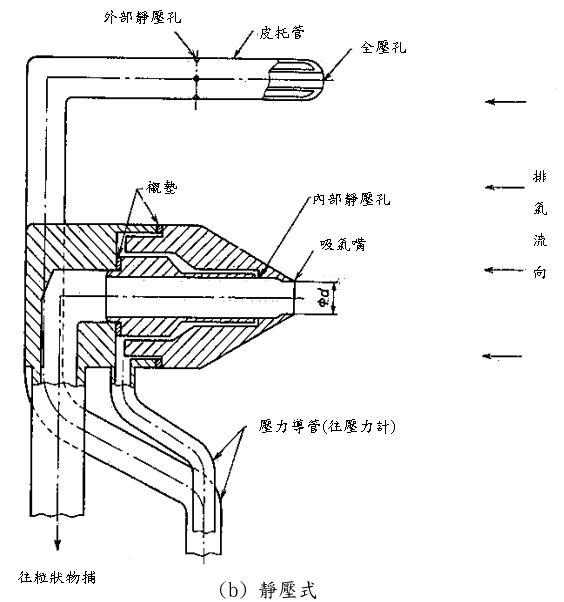 外部靜壓孔
皮托管
全壓孔
襯墊
內部靜壓孔
排氣流向
吸氣嘴
Φd
壓力導管(往壓力計)
往粒狀物捕
(b) 靜壓式